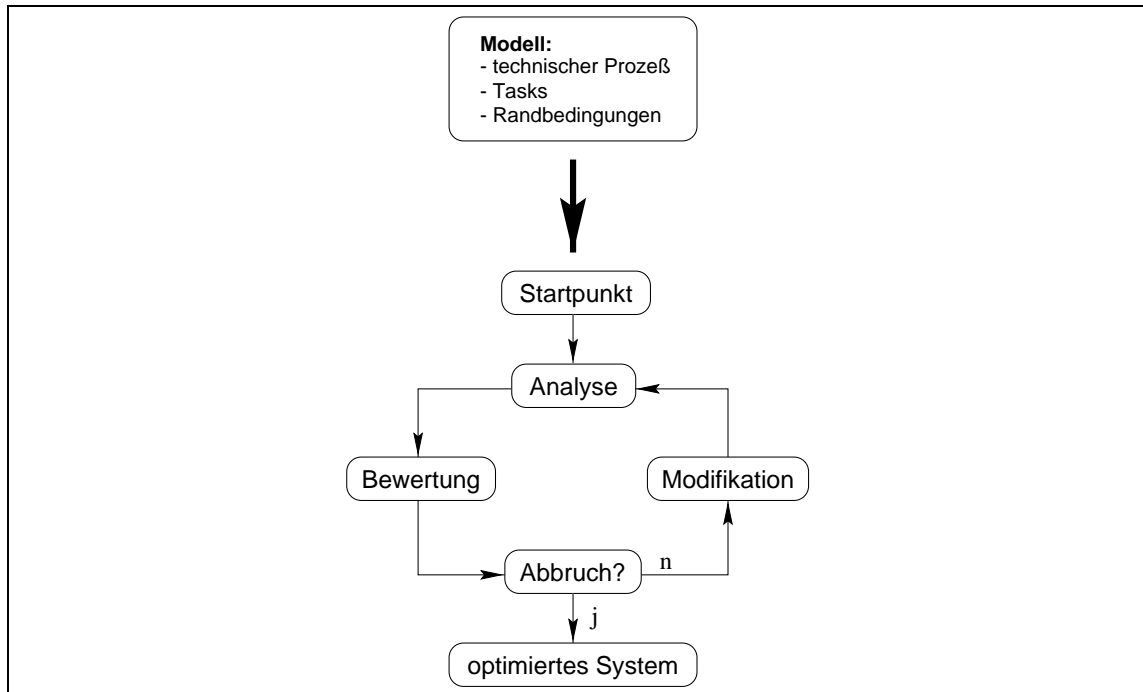 Modell:
- technischer Prozeß
- Tasks
- Randbedingungen
Startpunkt
Analyse
Bewertung
Modifikation
Abbruch?
n
j
optimiertes System